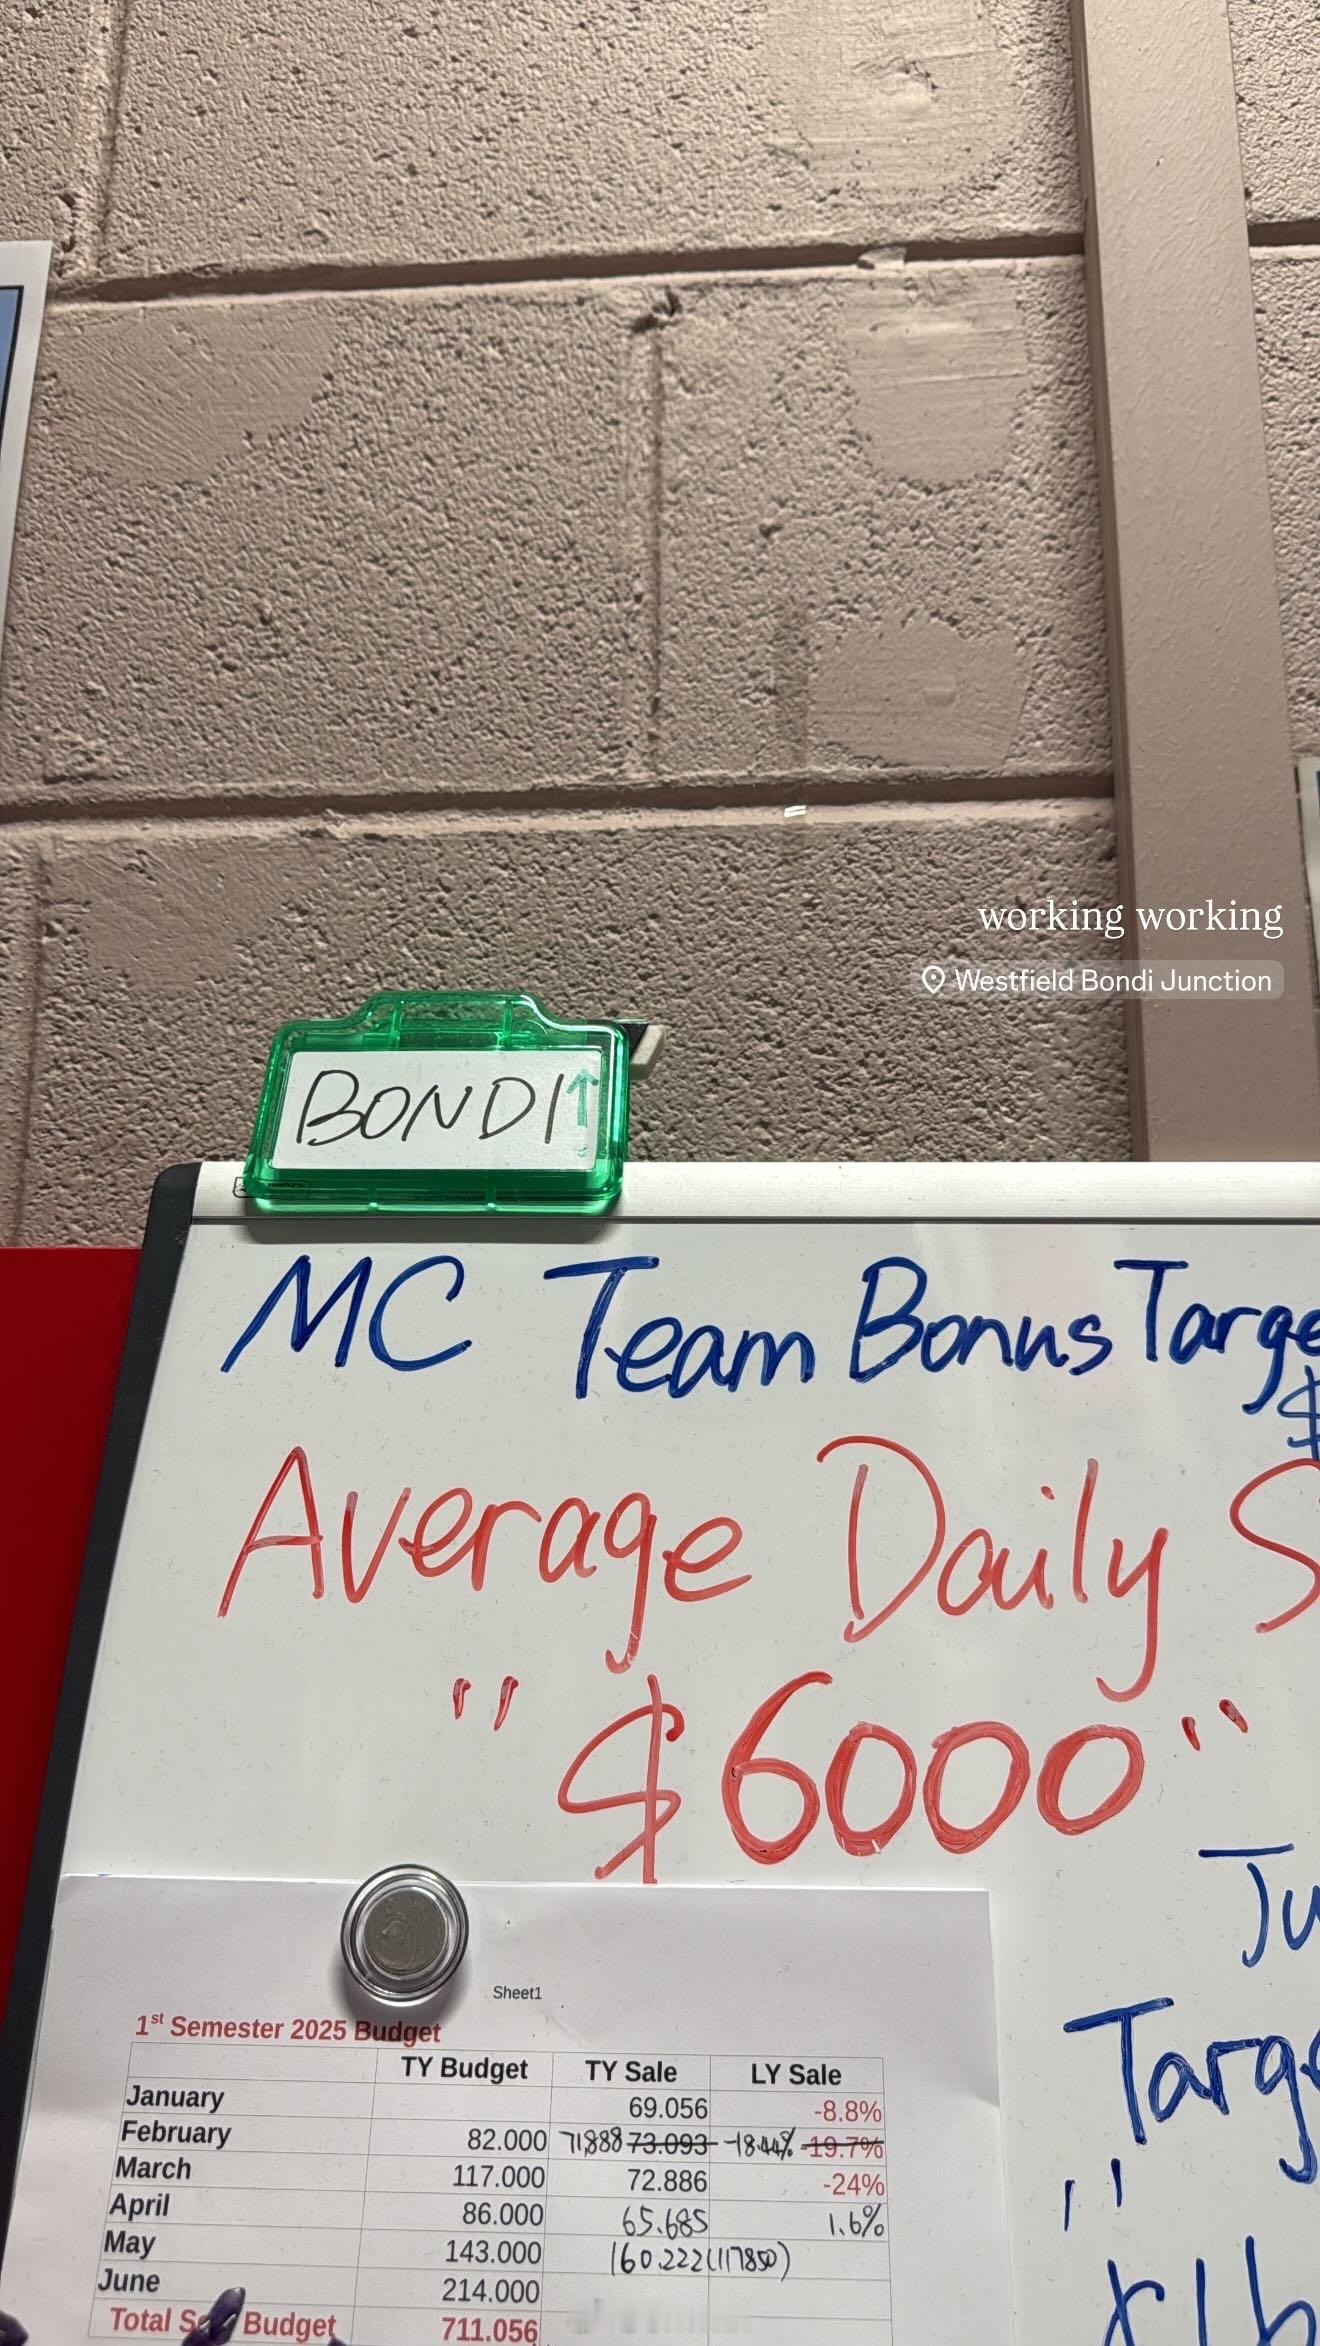 working working
Westfield Bondi Junction
BONDI↑
MC Team Bonus Targe
$
Average Daily S
"$6000"
Ju
Targe
Sheet1
1st Semester 2025 Budget
TY Budget TY Sale LY Sale
January 69.056 -8.8%
February 82.000 71888 73.093 -18.44% -19.7%
March 117.000 72.886 -24%
April 86.000 65.685 1.6%
May 143.000 160.222(117850)
June 214.000
Total Budget 711.056